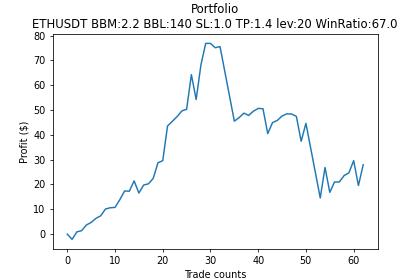 Portfolio
ETHUSDT BBM:2.2 BBL:140 SL:1.0 TP:1.4 lev:20 WinRatio:67.0
80
70
60
50
40
30
20
10
0
Profit ($)
0 10 20 30 40 50 60
Trade counts